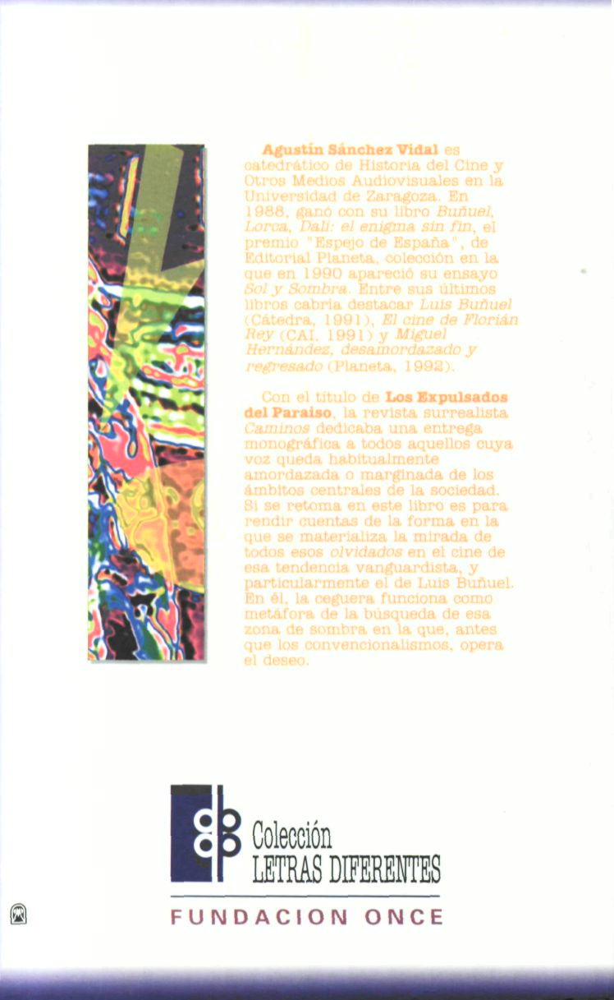 Agustín Sánchez Vidal es
catedrático de Historia del Cine y
Otros Medios Audiovisuales en la
Universidad de Zaragoza. En
1988, ganó con su libro Buñuel,
Lorca, Dalí: el enigma sin fin, el
premio "Espejo de España", de
Editorial Planeta, colección en la
que en 1990 apareció su ensayo
Sol y Sombra. Entre sus últimos
libros cabría destacar Luis Buñuel
(Cátedra, 1991), El cine de Florián
Rey (CAI, 1991) y Miguel
Hernández, desamordazado y
regresado (Planeta, 1992).
Con el título de Los Expulsados
del Paraiso, la revista surrealista
Caminos dedicaba una entrega
monográfica a todos aquellos cuya
voz queda habitualmente
amordazada o marginada de los
ámbitos centrales de la sociedad.
Si se retoma en este libro es para
rendir cuentas de la forma en la
que se materializa la mirada de
todos esos olvidados en el cine de
esa tendencia vanguardista, y
particularmente el de Luis Buñuel.
En él, la ceguera funciona como
metáfora de la búsqueda de esa
zona de sombra en la que, antes
que los convencionalismos, opera
el deseo.
Colección
LETRAS DIFERENTES
FUNDACION ONCE